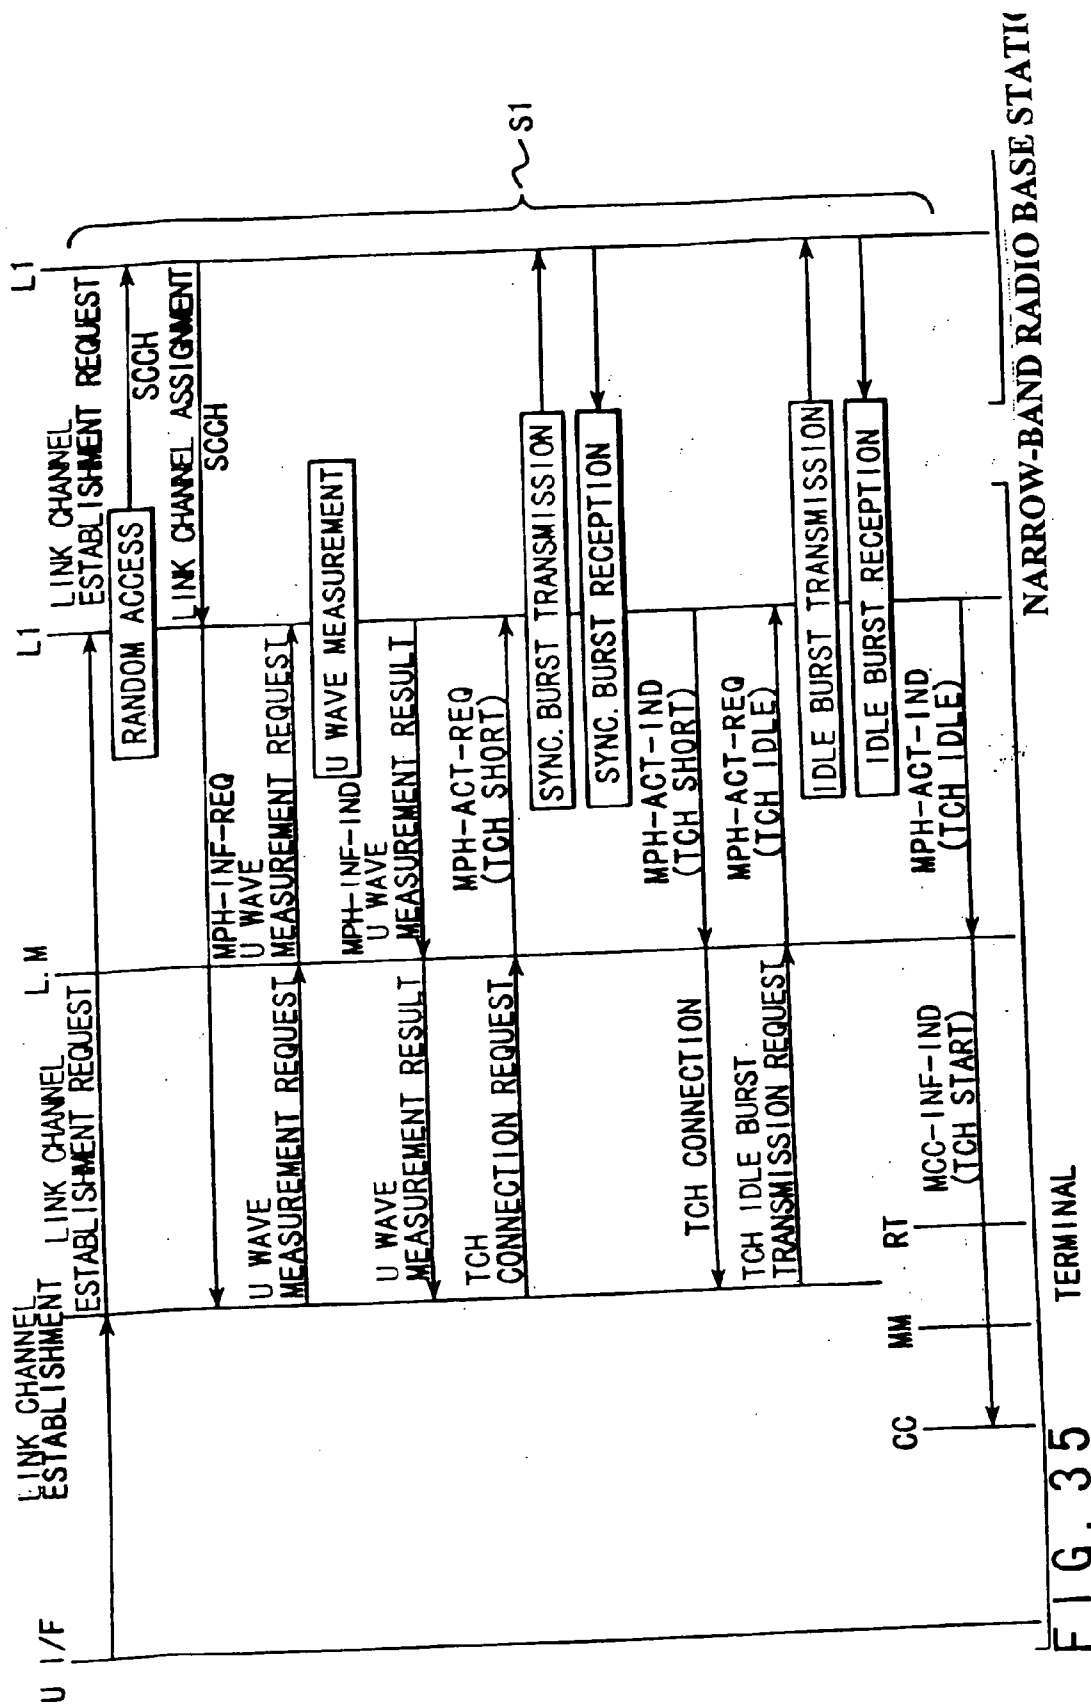 U I/F
LINK CHANNEL
ESTABLISHMENT
LINK CHANNEL
ESTABLISHMENT REQUEST
L.M
L1
LINK CHANNEL
ESTABLISHMENT REQUEST
L1
RANDOM ACCESS
SCCH
LINK CHANNEL ASSIGNMENT
SCCH
MPH-INF-REQ
U WAVE
MEASUREMENT REQUEST
U WAVE
MEASUREMENT REQUEST
U WAVE MEASUREMENT
MPH-INF-IND
U WAVE
MEASUREMENT RESULT
U WAVE
MEASUREMENT RESULT
TCH
CONNECTION REQUEST
MPH-ACT-REQ
(TCH SHORT)
SYNC. BURST TRANSMISSION
SYNC. BURST RECEPTION
S1
MPH-ACT-IND
(TCH SHORT)
TCH CONNECTION
TCH IDLE BURST
TRANSMISSION REQUEST
MPH-ACT-REQ
(TCH IDLE)
IDLE BURST TRANSMISSION
IDLE BURST RECEPTION
MPH-ACT-IND
(TCH IDLE)
CC
MM
RT
MCC-INF-IND
(TCH START)
TERMINAL
NARROW-BAND RADIO BASE
FIG. 35